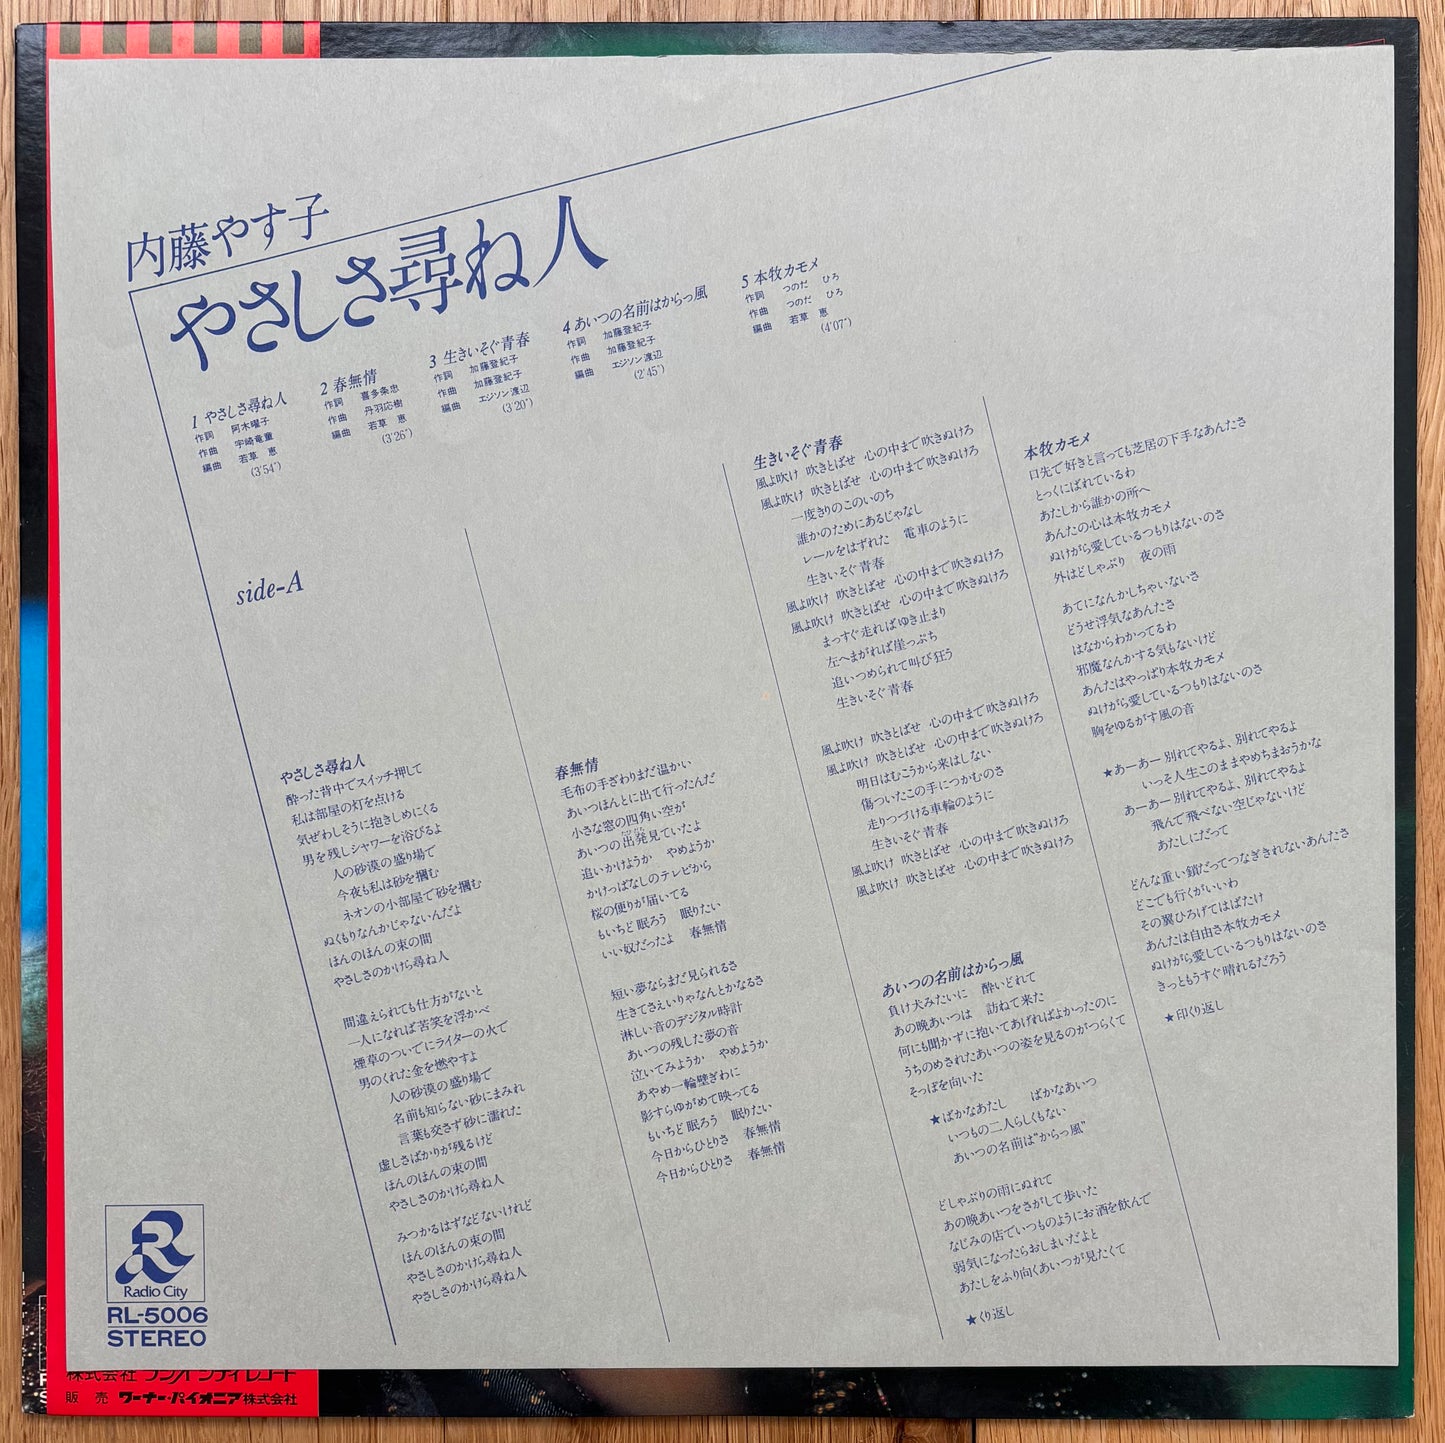 内藤やす子
やさしさ尋ね人
1 やさしさ尋ね人
作詞 阿木燿子
作曲 宇崎竜童
編曲 若草 恵
(3'54")
2 春無情
作詞 喜多条忠
作曲 丹羽応樹
編曲 若草 恵
(3'26")
3 生きいそぐ青春
作詞 加藤登紀子
作曲 加藤登紀子
編曲 エジソン渡辺
(3'20")
4 あいつの名前はからっ風
作詞 加藤登紀子
作曲 加藤登紀子
編曲 エジソン渡辺
(2'45")
5 本牧カモメ
作詞 つのだ ひろ
作曲 つのだ ひろ
編曲 若草 恵
(4'07")
side-A
やさしさ尋ね人
酔った背中でスイッチ押して
私は部屋の灯を点ける
気ぜわしそうに抱きしめにくる
男を残しシャワーを浴びるよ
人の砂漠の盛り場で
今夜も私は砂を摑む
ネオンの小部屋で砂を摑む
ぬくもりなんかじゃないんだよ
ほんのほんの束の間
やさしさのかけら尋ね人
間違えられても仕方がないと
一人になれば苦笑を浮かべ
煙草のついでにライターの火で
男のくれた金を燃やすよ
人の砂漠の盛り場で
名前も知らない砂にまみれ
言葉も交さず砂に濡れた
虚しさばかりが残るけど
ほんのほんの束の間
やさしさのかけら尋ね人
みつかるはずなどないけれど
ほんのほんの束の間
やさしさのかけら尋ね人
やさしさのかけら尋ね人
春無情
毛布の手ざわりまだ温かい
あいつほんとに出て行ったんだ
小さな窓の四角い空が
あいつの出発見ていたよ
追いかけようか やめようか
かけっぱなしのテレビから
桜の便りが届いてる
もいちど眠ろう 眠りたい
いい奴だったよ 春無情
短い夢ならまだ見られるさ
生きてさえいりゃなんとかなるさ
淋しい音のデジタル時計
あいつの残した夢の音
泣いてみようか やめようか
あやめ一輪壁ぎわに
影すらゆがめて映ってる
もいちど眠ろう 眠りたい
今日からひとりさ 春無情
今日からひとりさ 春無情
生きいそぐ青春
風よ吹け 吹きとばせ 心の中まで吹きぬけろ
風よ吹け 吹きとばせ 心の中まで吹きぬけろ
一度きりのこのいのち
誰かのためにあるじゃなし
レールをはずれた 電車のように
生きいそぐ青春
風よ吹け 吹きとばせ 心の中まで吹きぬけろ
風よ吹け 吹きとばせ 心の中まで吹きぬけろ
まっすぐ走ればゆき止まり
左へまがれば崖っぷち
追いつめられて叫び狂う
生きいそぐ青春
風よ吹け 吹きとばせ 心の中まで吹きぬけろ
風よ吹け 吹きとばせ 心の中まで吹きぬけろ
明日はむこうから来はしない
傷ついたこの手につかむのさ
走りつづける車輪のように
生きいそぐ青春
風よ吹け 吹きとばせ 心の中まで吹きぬけろ
風よ吹け 吹きとばせ 心の中まで吹きぬけろ
あいつの名前はからっ風
負け犬みたいに 酔いどれて
あの晩あいつは 訪ねて来た
何にも聞かずに抱いてあげればよかったのに
うちのめされたあいつの姿を見るのがつらくて
そっぽを向いた
★ばかなあたし ばかなあいつ
いつもの二人らしくもない
あいつの名前は"からっ風"
どしゃぶりの雨にぬれて
あの晩あいつをさがして歩いた
なじみの店でいつものようにお酒を飲んで
弱気になったらおしまいだよと
あたしをふり向くあいつが見たくて
★くり返し
本牧カモメ
口先で好きと言っても芝居の下手なあんたさ
とっくにばれているわ
あたしから誰かの所へ
あんたの心は本牧カモメ
ぬけがら愛しているつもりはないのさ
外はどしゃぶり 夜の雨
あてになんかしちゃいないさ
どうせ浮気なあんたさ
はなからわかってるわ
邪魔なんかする気もないけど
あんたはやっぱり本牧カモメ
ぬけがら愛しているつもりはないのさ
胸をゆるがす風の音
★あーあー別れてやるよ、別れてやるよ
いっそ人生このままやめちまおうかな
あーあー別れてやるよ、別れてやるよ
飛んで飛べない空じゃないけど
あたしにだって
どんな重い鎖だってつなぎきれないあんたさ
どこでも行くがいいわ
その翼ひろげてはばたけ
あんたは自由さ本牧カモメ
ぬけがら愛しているつもりはないのさ
きっともうすぐ晴れるだろう
★印くり返し
Radio City
RL-5006
STEREO
株式会社 ラジオシティレコード
販 売 ワーナー・パイオニア株式会社